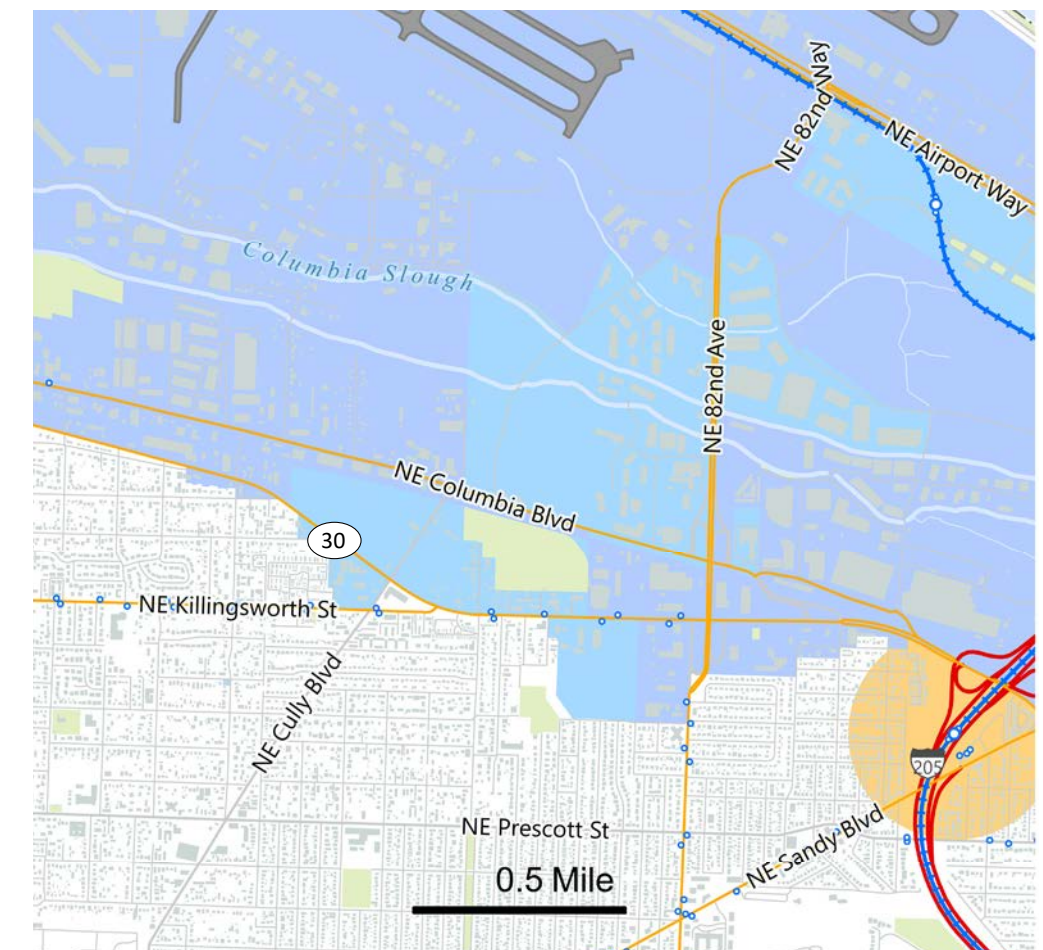 NE 82nd Way
NE Airport Way
Columbia Slough
NE 82nd Ave
NE Columbia Blvd
30
NE Killingsworth St
NE Cully Blvd
205
NE Prescott St
NE Sandy Blvd
0.5 Mile